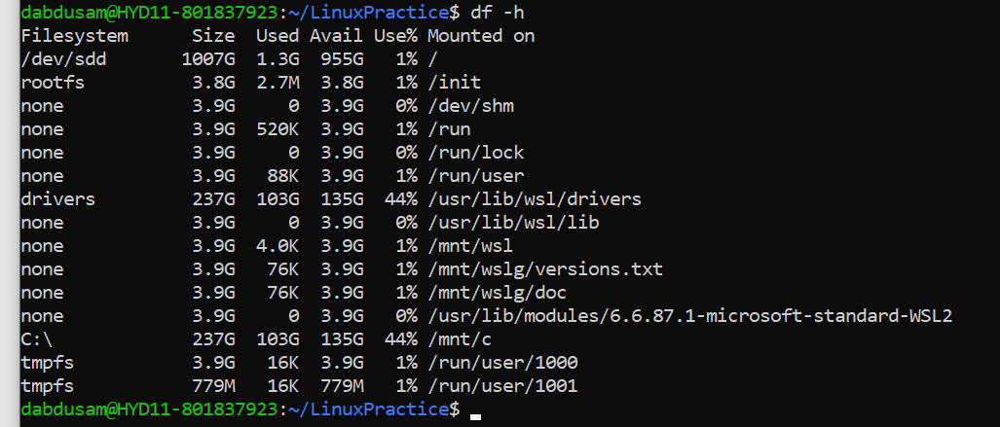 dabdusam@HYD11-801837923:~/LinuxPractice$ df -h
Filesystem      Size  Used Avail Use% Mounted on
/dev/sdd       1007G  1.3G  955G   1% /
rootfs          3.8G  2.7M  3.8G   1% /init
none            3.9G     0  3.9G   0% /dev/shm
none            3.9G  520K  3.9G   1% /run
none            3.9G     0  3.9G   0% /run/lock
none            3.9G   88K  3.9G   1% /run/user
drivers         237G  103G  135G  44% /usr/lib/wsl/drivers
none            3.9G     0  3.9G   0% /usr/lib/wsl/lib
none            3.9G  4.0K  3.9G   1% /mnt/wsl
none            3.9G   76K  3.9G   1% /mnt/wslg/versions.txt
none            3.9G   76K  3.9G   1% /mnt/wslg/doc
none            3.9G     0  3.9G   0% /usr/lib/modules/6.6.87.1-microsoft-standard-WSL2
C:\             237G  103G  135G  44% /mnt/c
tmpfs           3.9G   16K  3.9G   1% /run/user/1000
tmpfs           779M   16K  779M   1% /run/user/1001
dabdusam@HYD11-801837923:~/LinuxPractice$